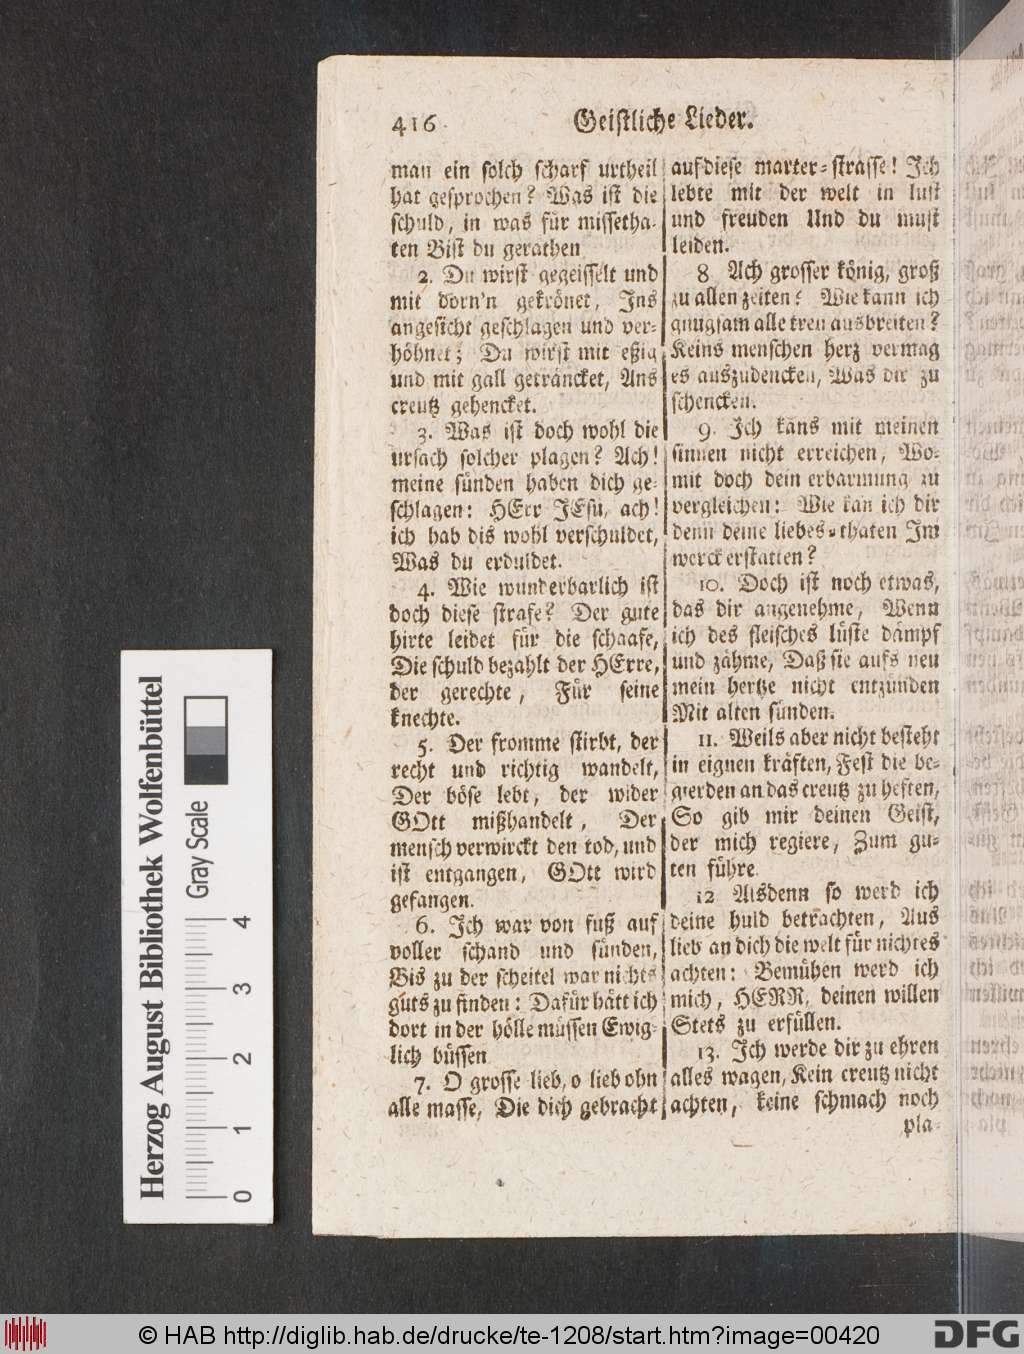 416
Geistliche Lieder.
man ein solch scharf urtheil
hat gesprochen? Was ist die
schuld, in was für missetha-
ten Bist du gerathen
2. Du wirst gegeisselt und
mit dorn'n gekrönet, Ins
angesicht geschlagen und ver-
höhnet; Du wirst mit eßig
und mit gall geträncket, Ans
creutz gehencket.
3. Was ist doch wohl die
ursach solcher plagen? Ach!
meine sünden haben dich ge-
schlagen: HErr JEsu, ach!
ich hab dis wohl verschuldet,
Was du erduldet.
4. Wie wunderbarlich ist
doch diese strafe? Der gute
hirte leidet für die schaafe,
Die schuld bezahlt der HErre,
der gerechte, Für seine
knechte.
5. Der fromme stirbt, der
recht und richtig wandelt,
Der böse lebt, der wider
GOtt mißhandelt, Der
mensch verwirckt den tod, und
ist entgangen, GOtt wird
gefangen.
6. Ich war von fuß auf
voller schand und sünden,
Bis zu der scheitel war nichts
guts zu finden: Dafür hätt ich
dort in der hölle müssen Ewig-
lich büssen
7. O grosse lieb, o lieb ohn
alle masse, Die dich gebracht
auf diese marter-strasse! Ich
lebte mit der welt in lust
und freuden Und du must
leiden.
8 Ach grosser könig, groß
zu allen zeiten! Wie kann ich
gnugsam alle treu ausbreiten?
Keins menschen herz vermag
es auszudencken, Was dir zu
schencken.
9. Ich kans mit meinen
sinnen nicht erreichen, Wo-
mit doch dein erbarmung zu
vergleichen: Wie kan ich dir
denn deine liebes-thaten Im
werck erstatten?
10. Doch ist noch etwas,
das dir angenehme, Wenn
ich des fleisches lüste dämpf
und zähme, Daß sie aufs neu
mein hertze nicht entzünden
Mit alten sünden.
11. Weils aber nicht besteht
in eignen kräften, Fest die be-
gierden an das creutz zu heften,
So gib mir deinen Geist,
der mich regiere, Zum gu-
ten führe.
12 Alsdenn so werd ich
deine huld betrachten, Aus
lieb an dich die welt für nichtes
achten: Bemühen werd ich
mich, HERR, deinen willen
Stets zu erfüllen.
13. Ich werde dir zu ehren
alles wagen, Kein creutz nicht
achten, keine schmach noch
pla-
Herzog August Bibliothek Wolfenbüttel
Gray Scale
0 1 2 3 4
© HAB http://diglib.hab.de/drucke/te-1208/start.htm?image=00420
DFG